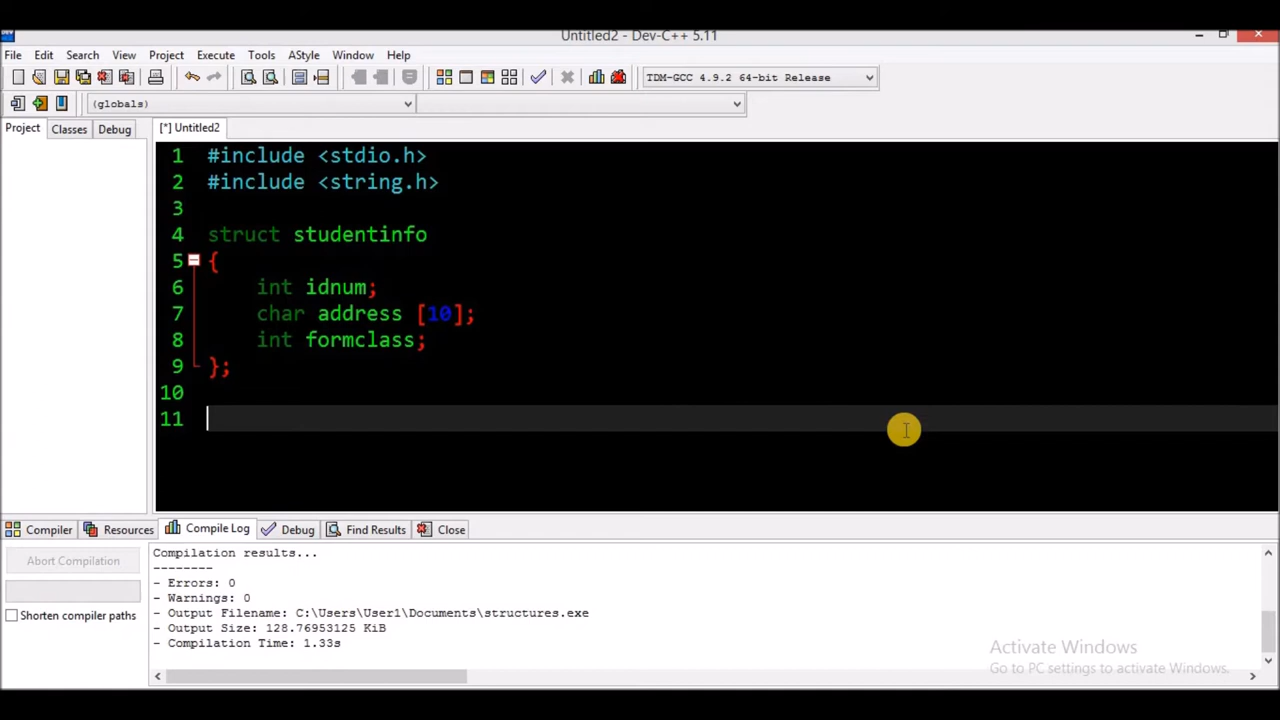 Untitled2 - Dev-C++ 5.11
File Edit Search View Project Execute Tools AStyle Window Help
TDM-GCC 4.9.2 64-bit Release
(globals)
Project Classes Debug [*] Untitled2
1 #include <stdio.h>
2 #include <string.h>
3
4 struct studentinfo
5 {
6 int idnum;
7 char address [10];
8 int formclass;
9 };
10
11
Compiler Resources Compile Log Debug Find Results Close
Abort Compilation
Shorten compiler paths
Compilation results...
--------
- Errors: 0
- Warnings: 0
- Output Filename: C:\Users\User1\Documents\structures.exe
- Output Size: 128.76953125 KiB
- Compilation Time: 1.33s
Activate Windows
Go to PC settings to activate Windows.